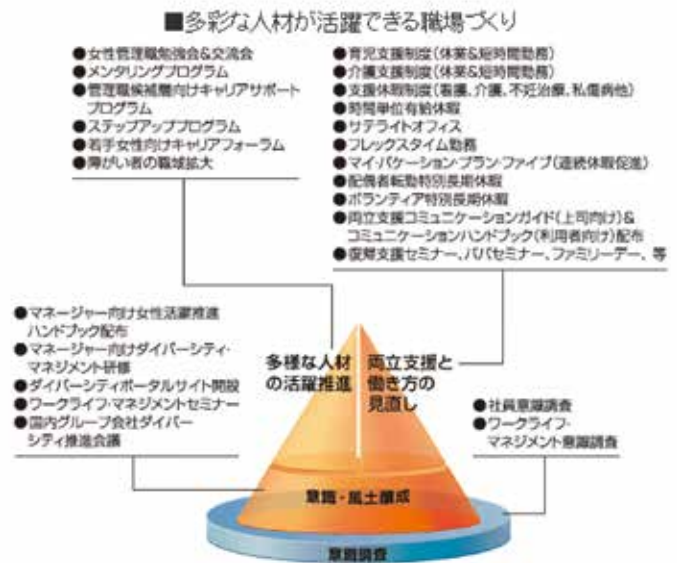 ■多彩な人材が活躍できる職場づくり
●女性管理職勉強会&交流会
●メンタリングプログラム
●管理職候補層向けキャリアサポート
プログラム
●ステップアッププログラム
●若手女性向けキャリアフォーラム
●障がい者の職域拡大
●育児支援制度(休業&短時間勤務)
●介護支援制度(休業&短時間勤務)
●支援休暇制度(看護、介護、不妊治療、私傷病他)
●時間単位有給休暇
●サテライトオフィス
●フレックスタイム勤務
●マイ・バケーション・プラン・ファイブ(連続休暇促進)
●配偶者転勤特別長期休暇
●ボランティア特別長期休暇
●両立支援コミュニケーションガイド(上司向け)&
コミュニケーションハンドブック(利用者向け)配布
●復帰支援セミナー、パパセミナー、ファミリーデー、等
●マネージャー向け女性活躍推進
ハンドブック配布
●マネージャー向けダイバーシティ・
マネジメント研修
●ダイバーシティポータルサイト開設
●ワークライフ・マネジメントセミナー
●国内グループ会社ダイバー
シティ推進会議
多様な人材
の活躍推進
両立支援と
働き方の
見直し
●社員意識調査
●ワークライフ・
マネジメント意識調査
意識・風土醸成
意識調査